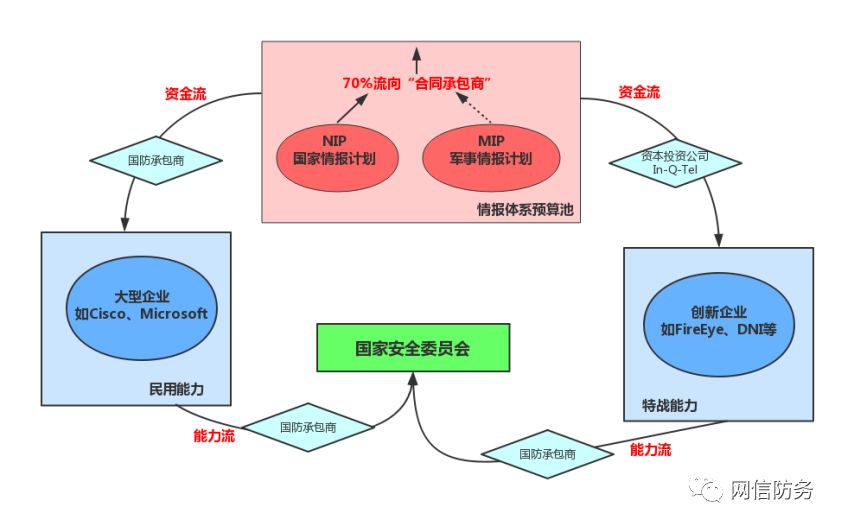 70%流向“合同承包商”
NIP
国家情报计划
MIP
军事情报计划
情报体系预算池
资金流
资金流
国防承包商
资本投资公司
In-Q-Tel
大型企业
如Cisco、Microsoft
民用能力
创新企业
如FireEye、DNI等
特战能力
国家安全委员会
能力流
国防承包商
国防承包商
能力流
网信防务